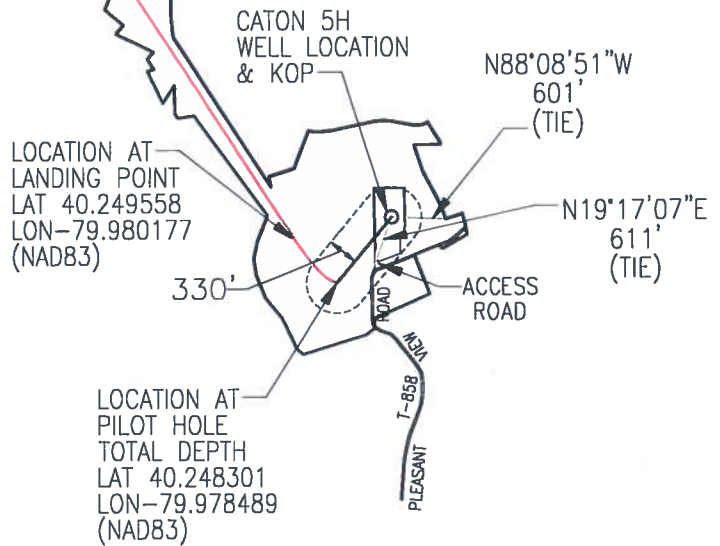 CATON 5H
WELL LOCATION
& KOP
N88°08'51"W
601'
(TIE)
LOCATION AT
LANDING POINT
LAT 40.249558
LON-79.980177
(NAD83)
N19°17'07"E
611'
(TIE)
330'
ACCESS
ROAD
ROAD
VIEW
T-858
PLEASANT
LOCATION AT
PILOT HOLE
TOTAL DEPTH
LAT 40.248301
LON-79.978489
(NAD83)